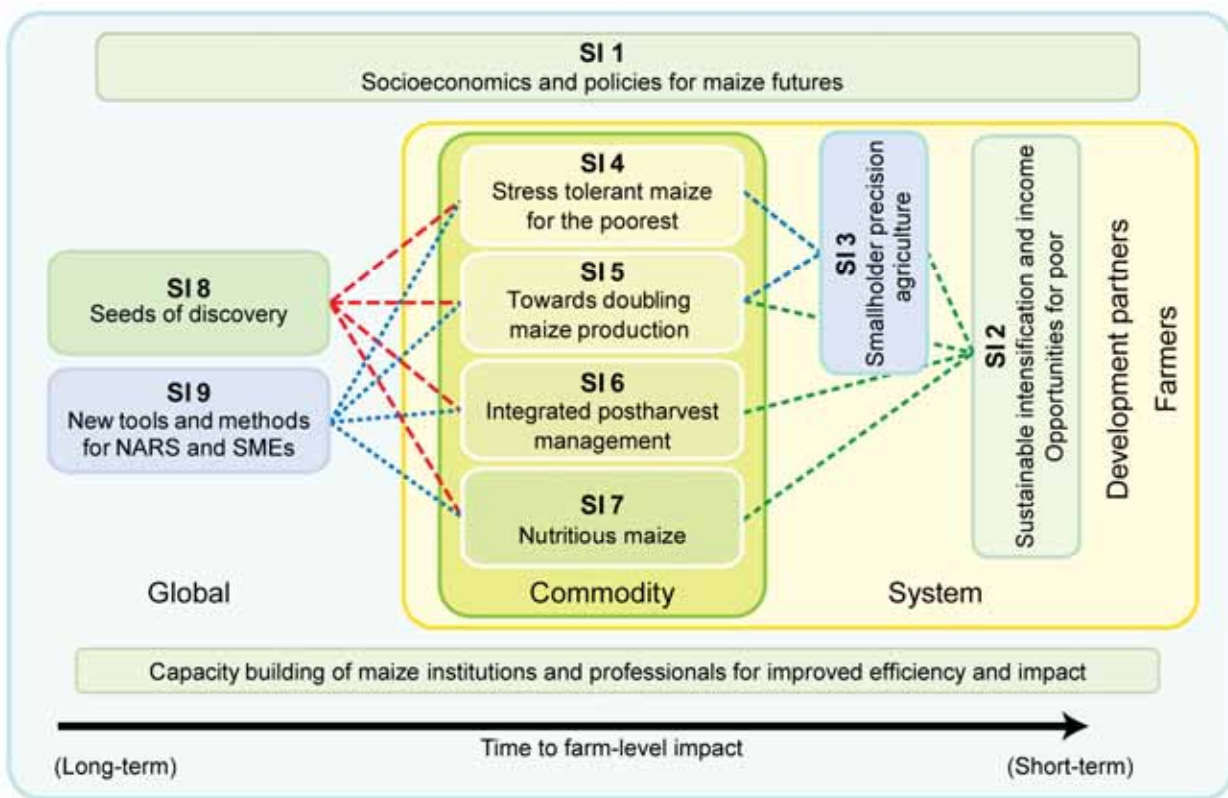 SI 1
Socioeconomics and policies for maize futures
SI 8
Seeds of discovery
SI 9
New tools and methods
for NARS and SMEs
SI 4
Stress tolerant maize
for the poorest
SI 5
Towards doubling
maize production
SI 6
Integrated postharvest
management
SI 7
Nutritious maize
SI 3
Smallholder precision
agriculture
SI 2
Sustainable intensification and income
Opportunities for poor
Development partners
Farmers
Global
Commodity
System
Capacity building of maize institutions and professionals for improved efficiency and impact
Time to farm-level impact
(Long-term)
(Short-term)